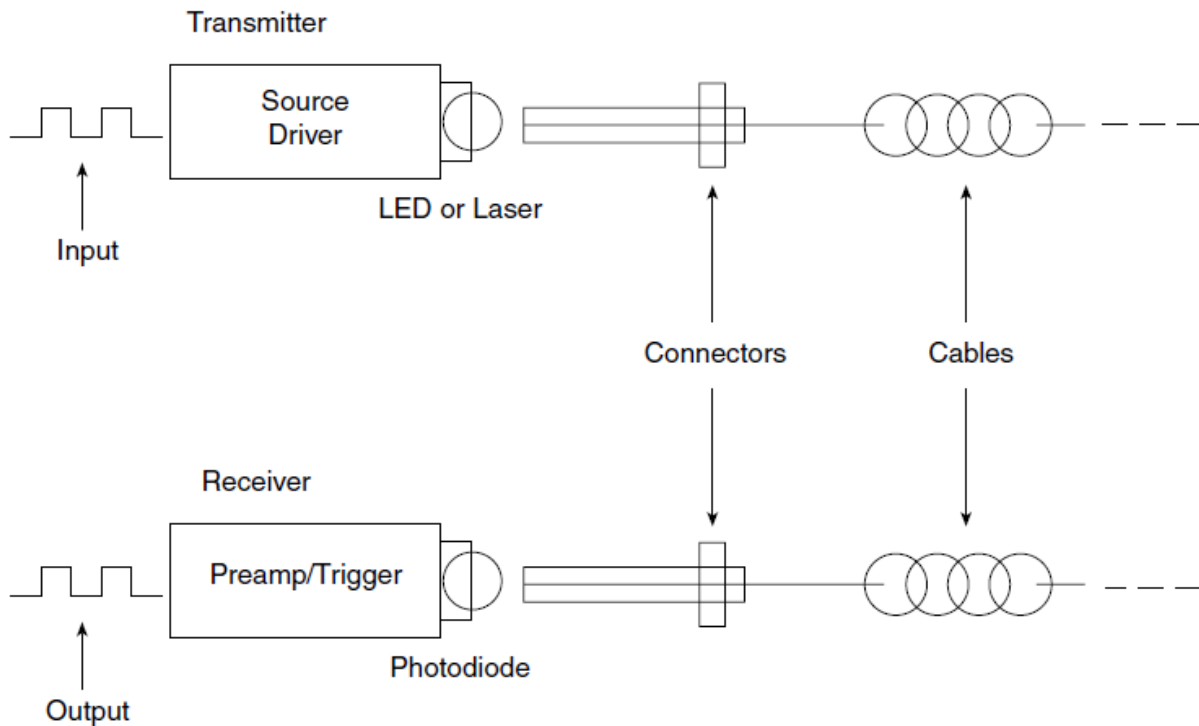 Transmitter
Source
Driver
LED or Laser
Input
Connectors
Cables
Receiver
Preamp/Trigger
Photodiode
Output